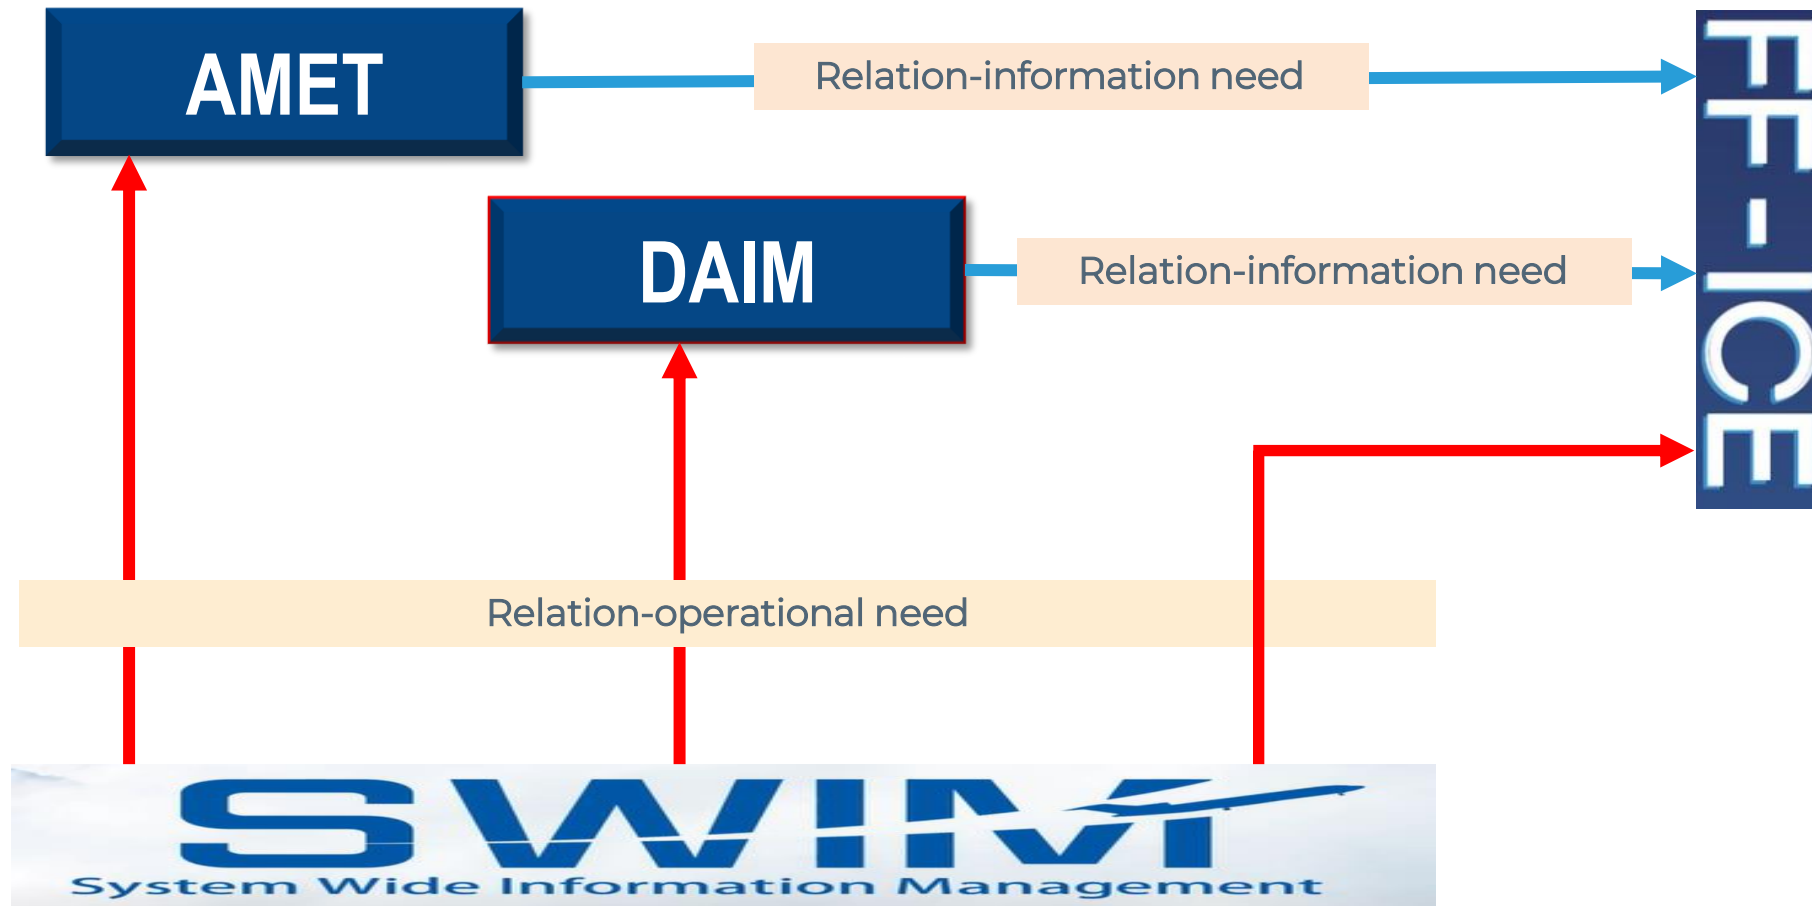 AMET
Relation-information need
DAIM
Relation-information need
FF-ICE
Relation-operational need
SWIM
System Wide Information Management